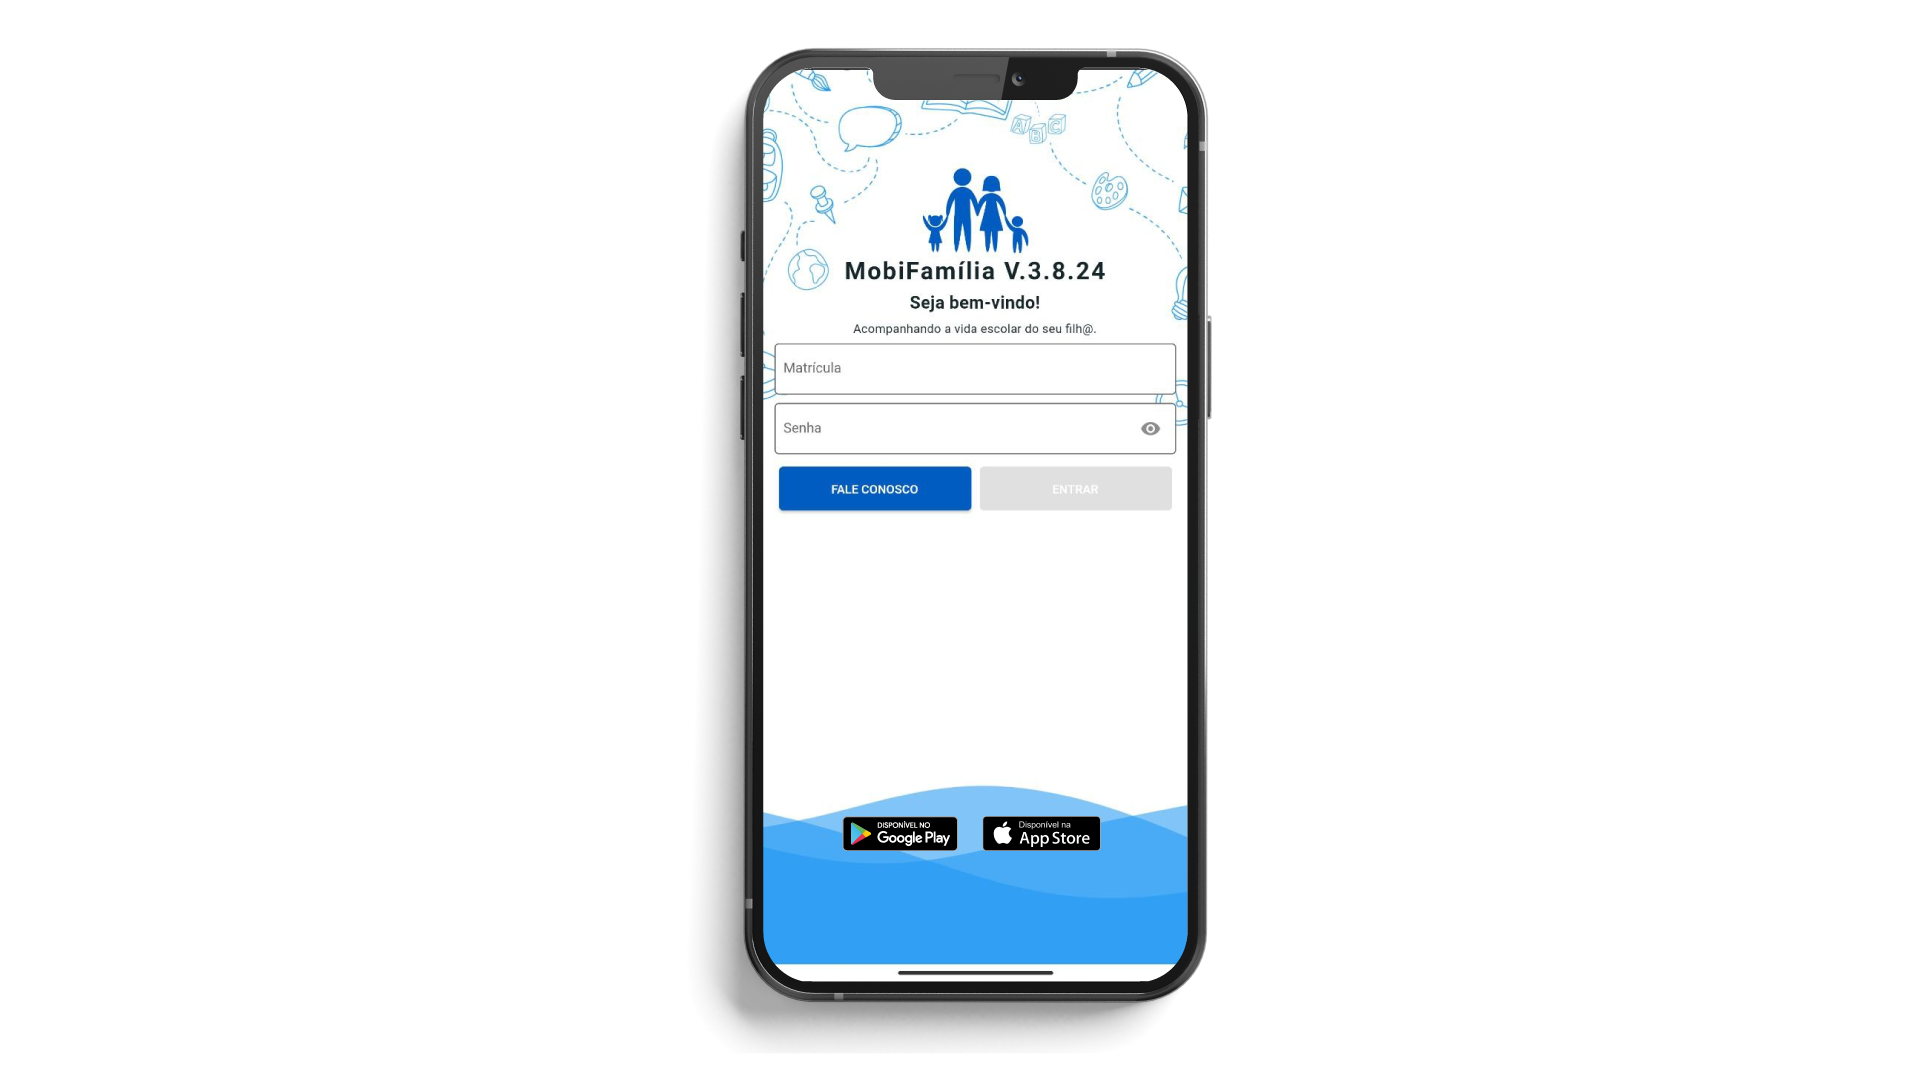 A B C
MobiFamília V.3.8.24
Seja bem-vindo!
Acompanhando a vida escolar do seu filh@.
Matrícula
Senha
FALE CONOSCO
ENTRAR
DISPONÍVEL NO
Google Play
Disponível na
App Store